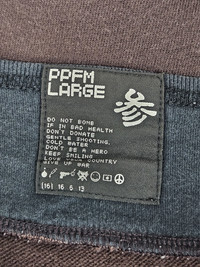 PPFM
LARGE
DO NOT BOMB
IF IN BAD HEALTH
DON'T DONATE
GENTLE SHOOTING.
COLD WATER
DON'T BE A HERO
KEEP SMILING
LOVE YOUR COUNTRY
GIVE UP WAR
(16) 16 6 13